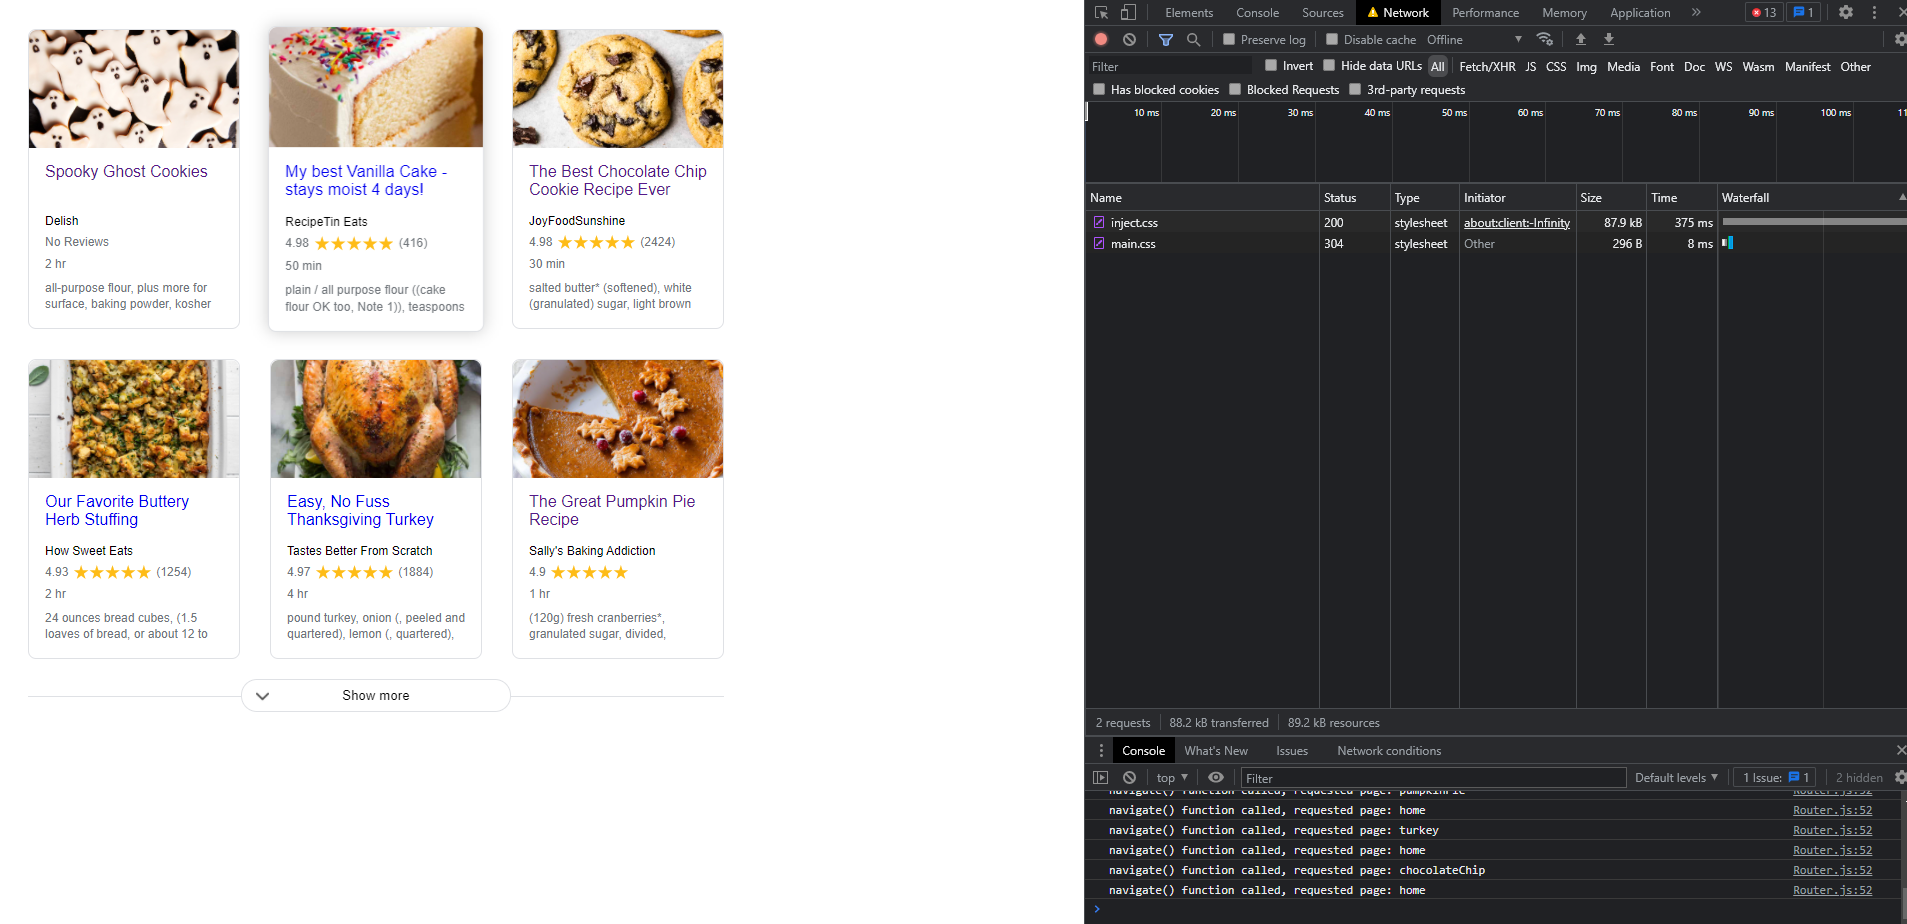 Spooky Ghost Cookies
Delish
No Reviews
2 hr
all-purpose flour, plus more for
surface, baking powder, kosher
My best Vanilla Cake -
stays moist 4 days!
RecipeTin Eats
4.98 ★★★★★ (416)
50 min
plain / all purpose flour ((cake
flour OK too, Note 1)), teaspoons
The Best Chocolate Chip
Cookie Recipe Ever
JoyFoodSunshine
4.98 ★★★★★ (2424)
30 min
salted butter* (softened), white
(granulated) sugar, light brown
Our Favorite Buttery
Herb Stuffing
How Sweet Eats
4.93 ★★★★★ (1254)
2 hr
24 ounces bread cubes, (1.5
loaves of bread, or about 12 to
Easy, No Fuss
Thanksgiving Turkey
Tastes Better From Scratch
4.97 ★★★★★ (1884)
4 hr
pound turkey, onion (, peeled and
quartered), lemon (, quartered),
The Great Pumpkin Pie
Recipe
Sally's Baking Addiction
4.9 ★★★★★
1 hr
(120g) fresh cranberries*,
granulated sugar, divided,
Show more
Elements Console Sources Network Performance Memory Application » 13 1
Preserve log Disable cache Offline
Filter Invert Hide data URLs All Fetch/XHR JS CSS Img Media Font Doc WS Wasm Manifest Other
Has blocked cookies Blocked Requests 3rd-party requests
10 ms 20 ms 30 ms 40 ms 50 ms 60 ms 70 ms 80 ms 90 ms 100 ms 11
Name Status Type Initiator Size Time Waterfall
inject.css 200 stylesheet about:client:-Infinity 87.9 kB 375 ms
main.css 304 stylesheet Other 296 B 8 ms
2 requests 88.2 kB transferred 89.2 kB resources
Console What's New Issues Network conditions
top Filter Default levels 1 Issue: 1 2 hidden
navigate() function called, requested page: pumpkinPie Router.js:52
navigate() function called, requested page: home Router.js:52
navigate() function called, requested page: turkey Router.js:52
navigate() function called, requested page: home Router.js:52
navigate() function called, requested page: chocolateChip Router.js:52
navigate() function called, requested page: home Router.js:52